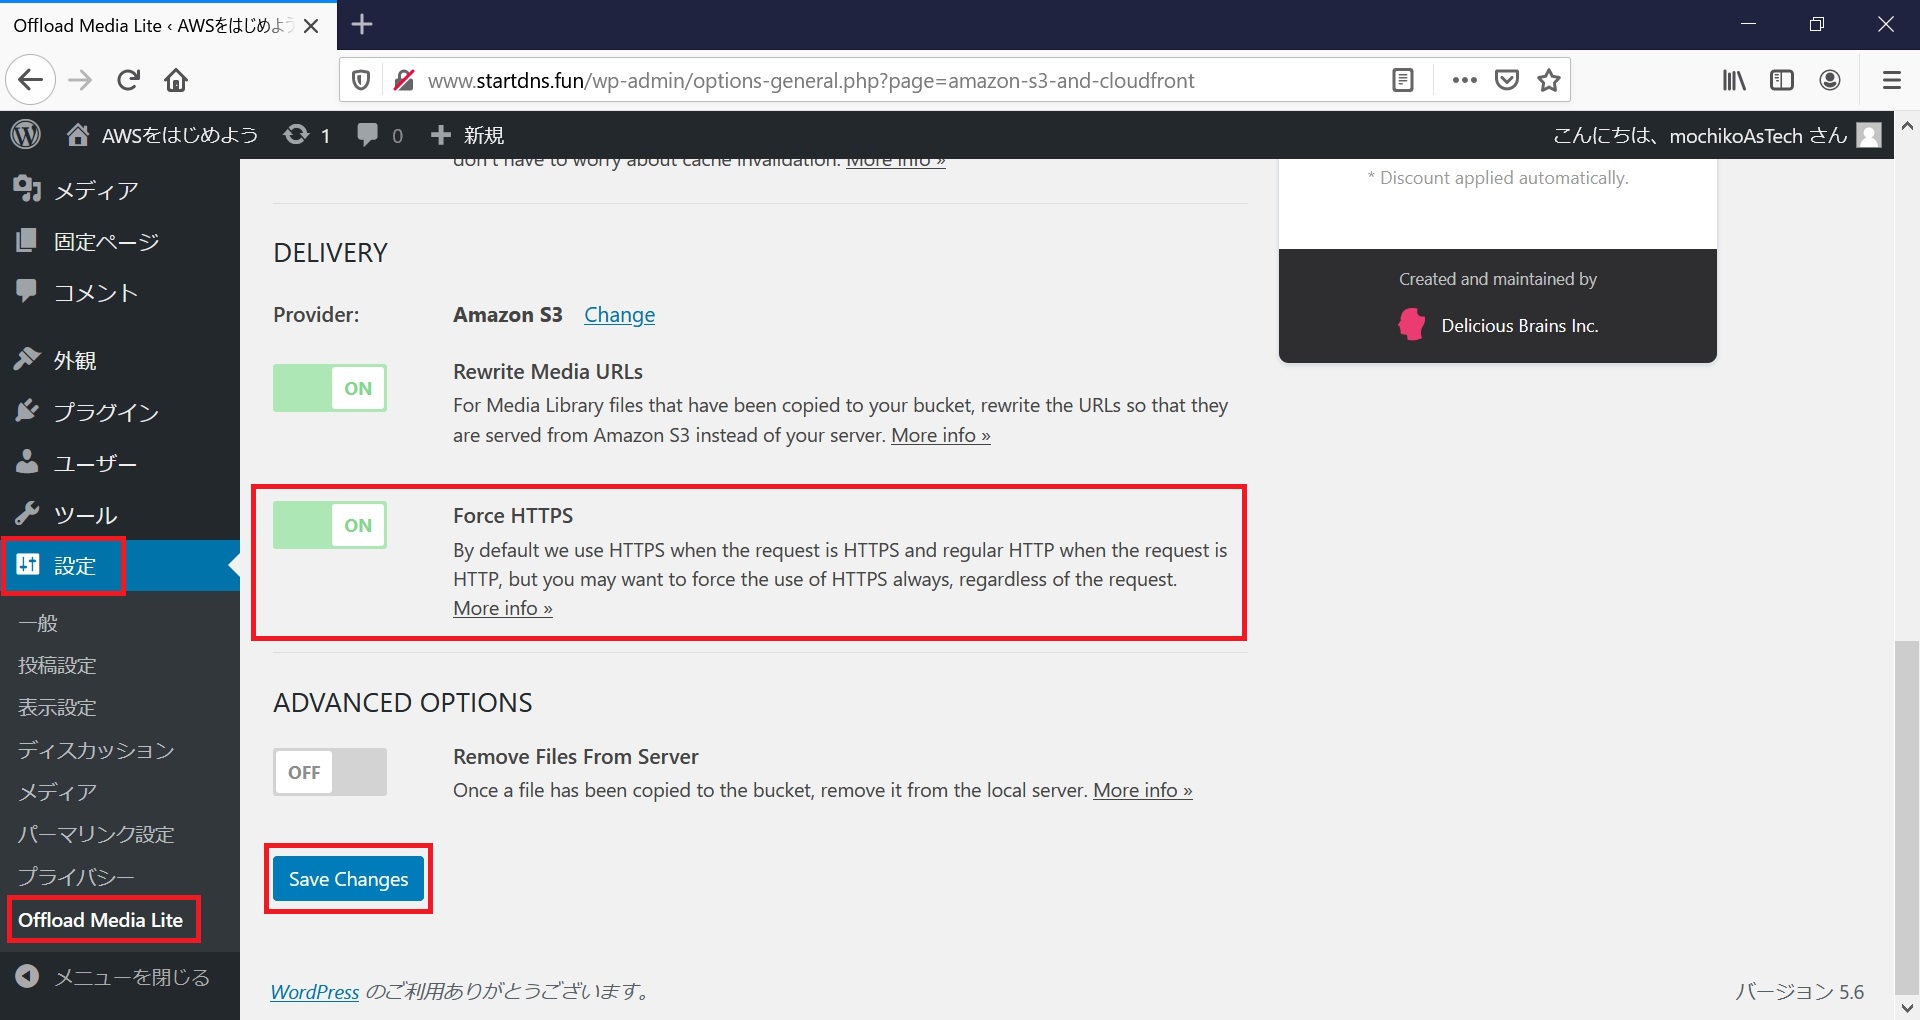 Offload Media Lite ‹ AWSをはじめよう
www.startdns.fun/wp-admin/options-general.php?page=amazon-s3-and-cloudfront
AWSをはじめよう 1 0 新規
こんにちは、mochikoAsTech さん
メディア
固定ページ
コメント
外観
プラグイン
ユーザー
ツール
設定
一般
投稿設定
表示設定
ディスカッション
メディア
パーマリンク設定
プライバシー
Offload Media Lite
メニューを閉じる
don't have to worry about cache invalidation. More info »
DELIVERY
Provider: Amazon S3 Change
ON
Rewrite Media URLs
For Media Library files that have been copied to your bucket, rewrite the URLs so that they
are served from Amazon S3 instead of your server. More info »
ON
Force HTTPS
By default we use HTTPS when the request is HTTPS and regular HTTP when the request is
HTTP, but you may want to force the use of HTTPS always, regardless of the request.
More info »
ADVANCED OPTIONS
OFF
Remove Files From Server
Once a file has been copied to the bucket, remove it from the local server. More info »
Save Changes
* Discount applied automatically.
Created and maintained by
Delicious Brains Inc.
WordPress のご利用ありがとうございます。
バージョン 5.6